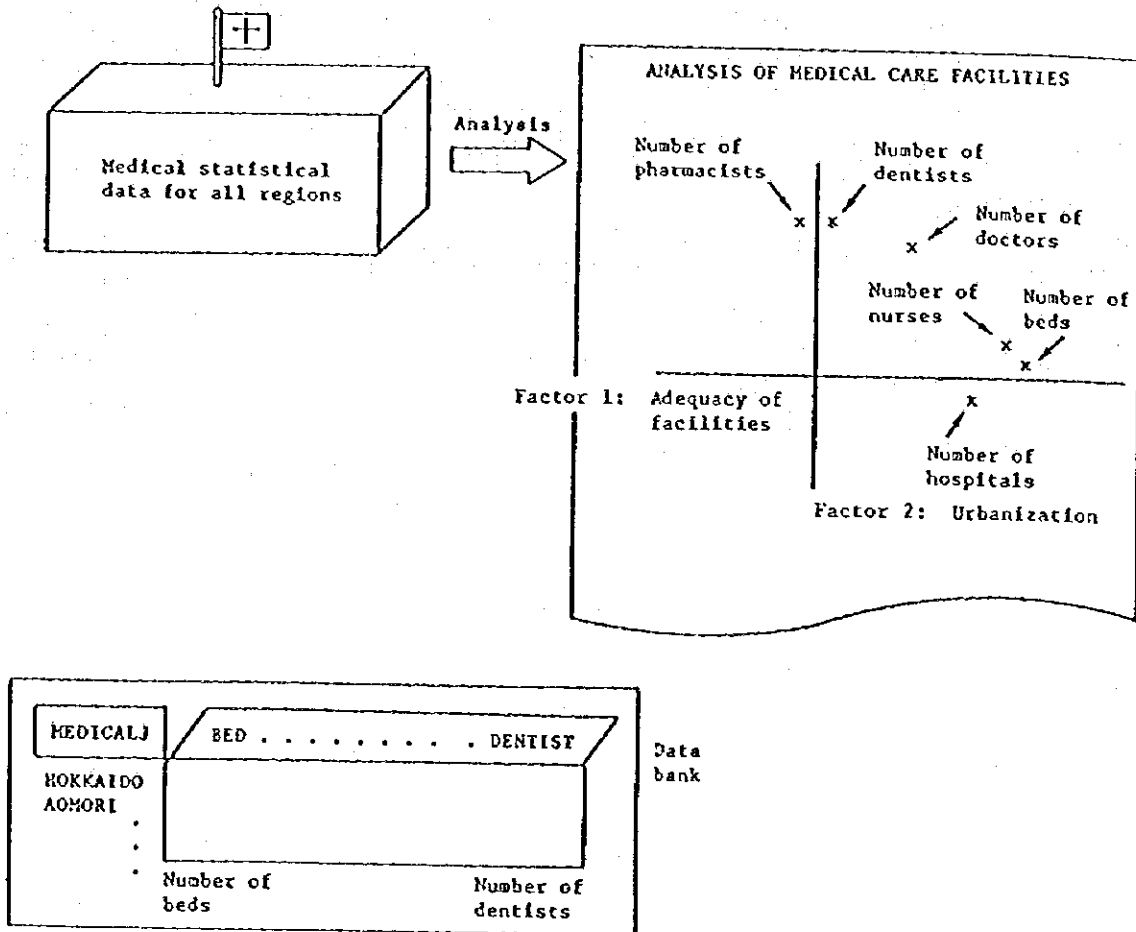 Medical statistical
data for all regions
Analysis
ANALYSIS OF MEDICAL CARE FACILITIES
Number of
pharmacists
Number of
dentists
Number of
doctors
Number of
nurses
Number of
beds
Factor 1: Adequacy of
facilities
Number of
hospitals
Factor 2: Urbanization
MEDICALJ
BED . . . . . . . . . DENTIST
HOKKAIDO
AOMORI
.
.
.
Number of
beds
Number of
dentists
Data
bank